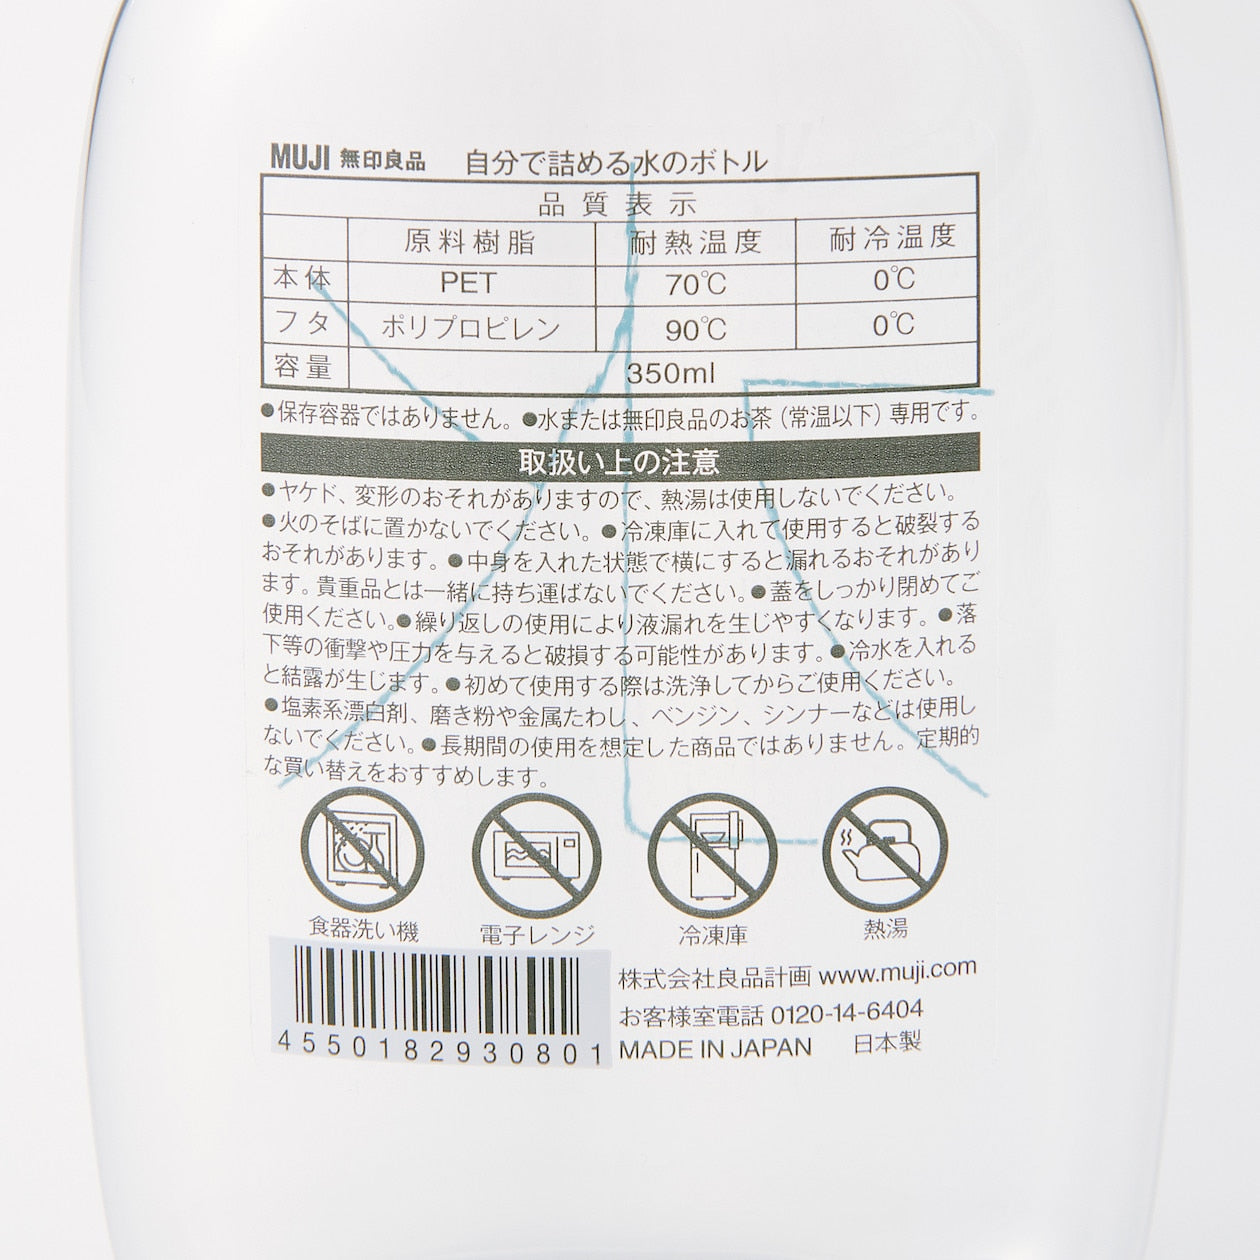 MUJI 無印良品 自分で詰める水のボトル
品質表示
原料樹脂 耐熱温度 耐冷温度
本体 PET 70℃ 0℃
フタ ポリプロピレン 90℃ 0℃
容量 350ml
●保存容器ではありません。●水または無印良品のお茶（常温以下）専用です。
取扱い上の注意
●ヤケド、変形のおそれがありますので、熱湯は使用しないでください。
●火のそばに置かないでください。●冷凍庫に入れて使用すると破裂する
おそれがあります。●中身を入れた状態で横にすると漏れるおそれがあり
ます。貴重品とは一緒に持ち運ばないでください。●蓋をしっかり閉めてご
使用ください。●繰り返しの使用により液漏れを生じやすくなります。●落
下等の衝撃や圧力を与えると破損する可能性があります。●冷水を入れる
と結露が生じます。●初めて使用する際は洗浄してからご使用ください。
●塩素系漂白剤、磨き粉や金属たわし、ベンジン、シンナーなどは使用し
ないでください。●長期間の使用を想定した商品ではありません。定期的
な買い替えをおすすめします。
食器洗い機 電子レンジ 冷凍庫 熱湯
株式会社良品計画 www.muji.com
お客様室電話 0120-14-6404
MADE IN JAPAN 日本製
4550182930801
水